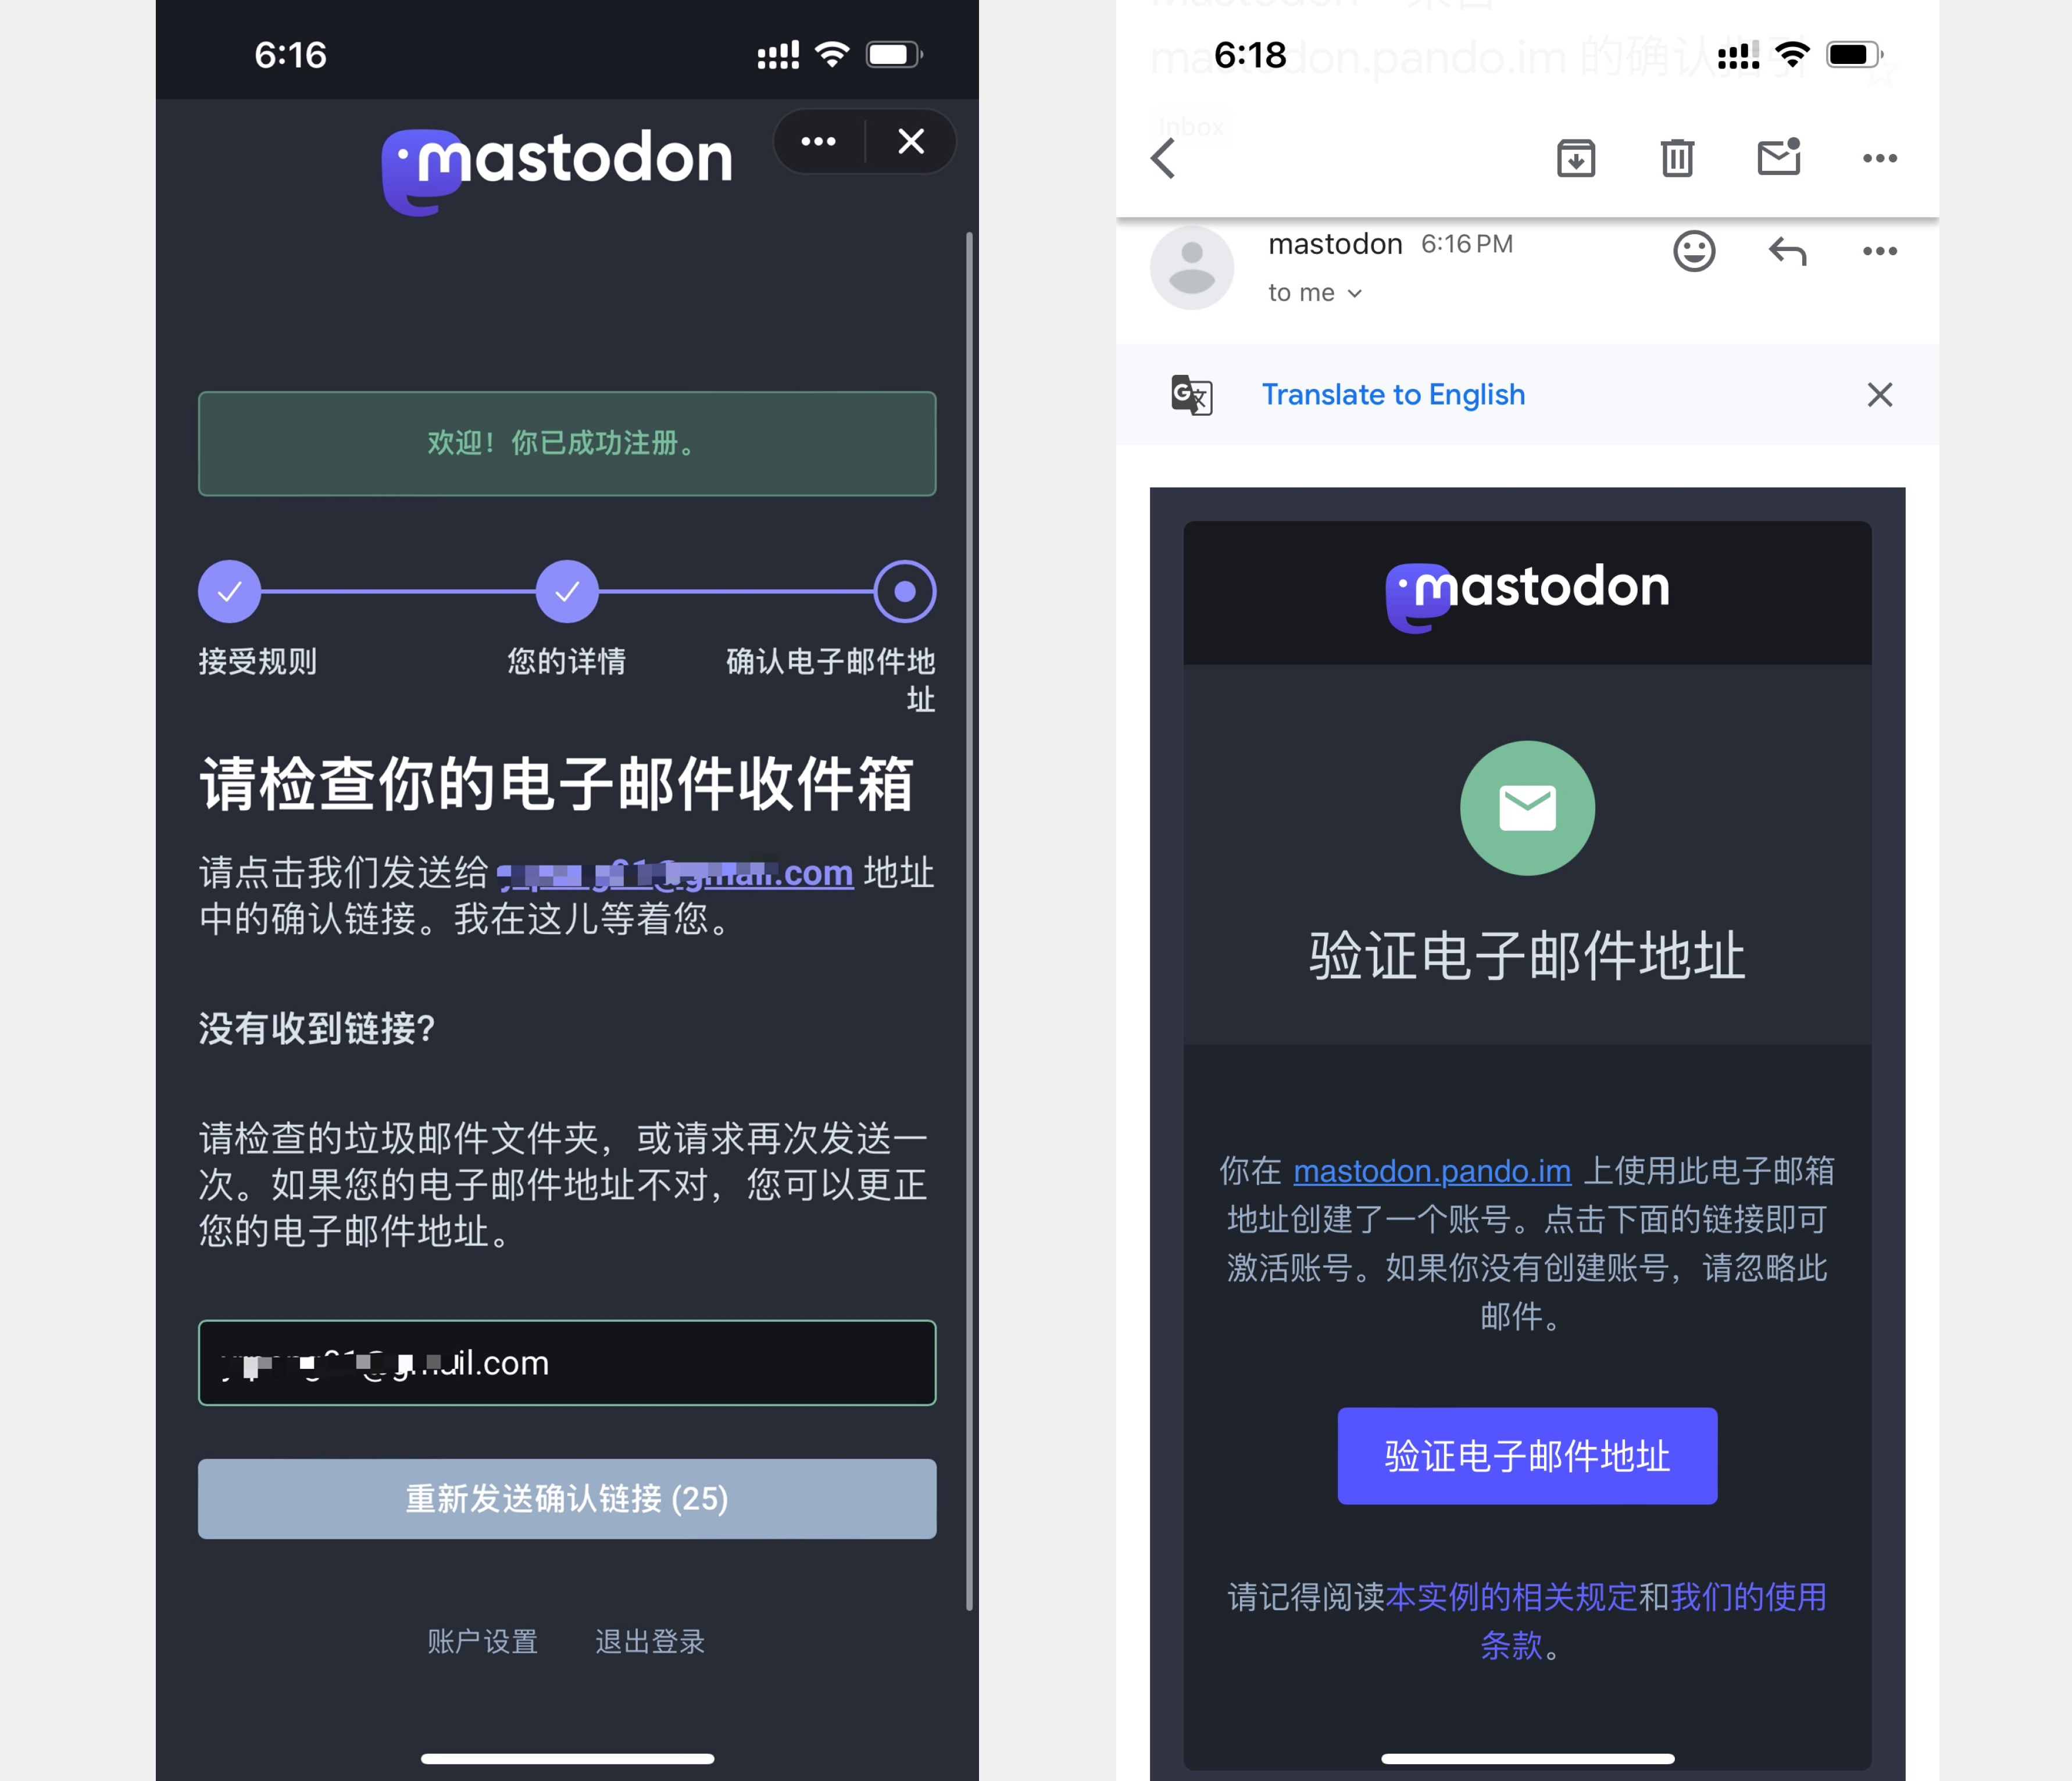 6:16
mastodon
欢迎！你已成功注册。
接受规则
您的详情
确认电子邮件地
址
请检查你的电子邮件收件箱
请点击我们发送给 @gmail.com 地址
中的确认链接。我在这儿等着您。
没有收到链接？
请检查的垃圾邮件文件夹，或请求再次发送一
次。如果您的电子邮件地址不对，您可以更正
您的电子邮件地址。
il.com
重新发送确认链接 (25)
账户设置
退出登录
mastodon.pando.im 的确认指引
6:18
Inbox
mastodon 6:16 PM
to me
Translate to English
mastodon
验证电子邮件地址
你在 mastodon.pando.im 上使用此电子邮箱
地址创建了一个账号。点击下面的链接即可
激活账号。如果你没有创建账号，请忽略此
邮件。
验证电子邮件地址
请记得阅读本实例的相关规定和我们的使用
条款。